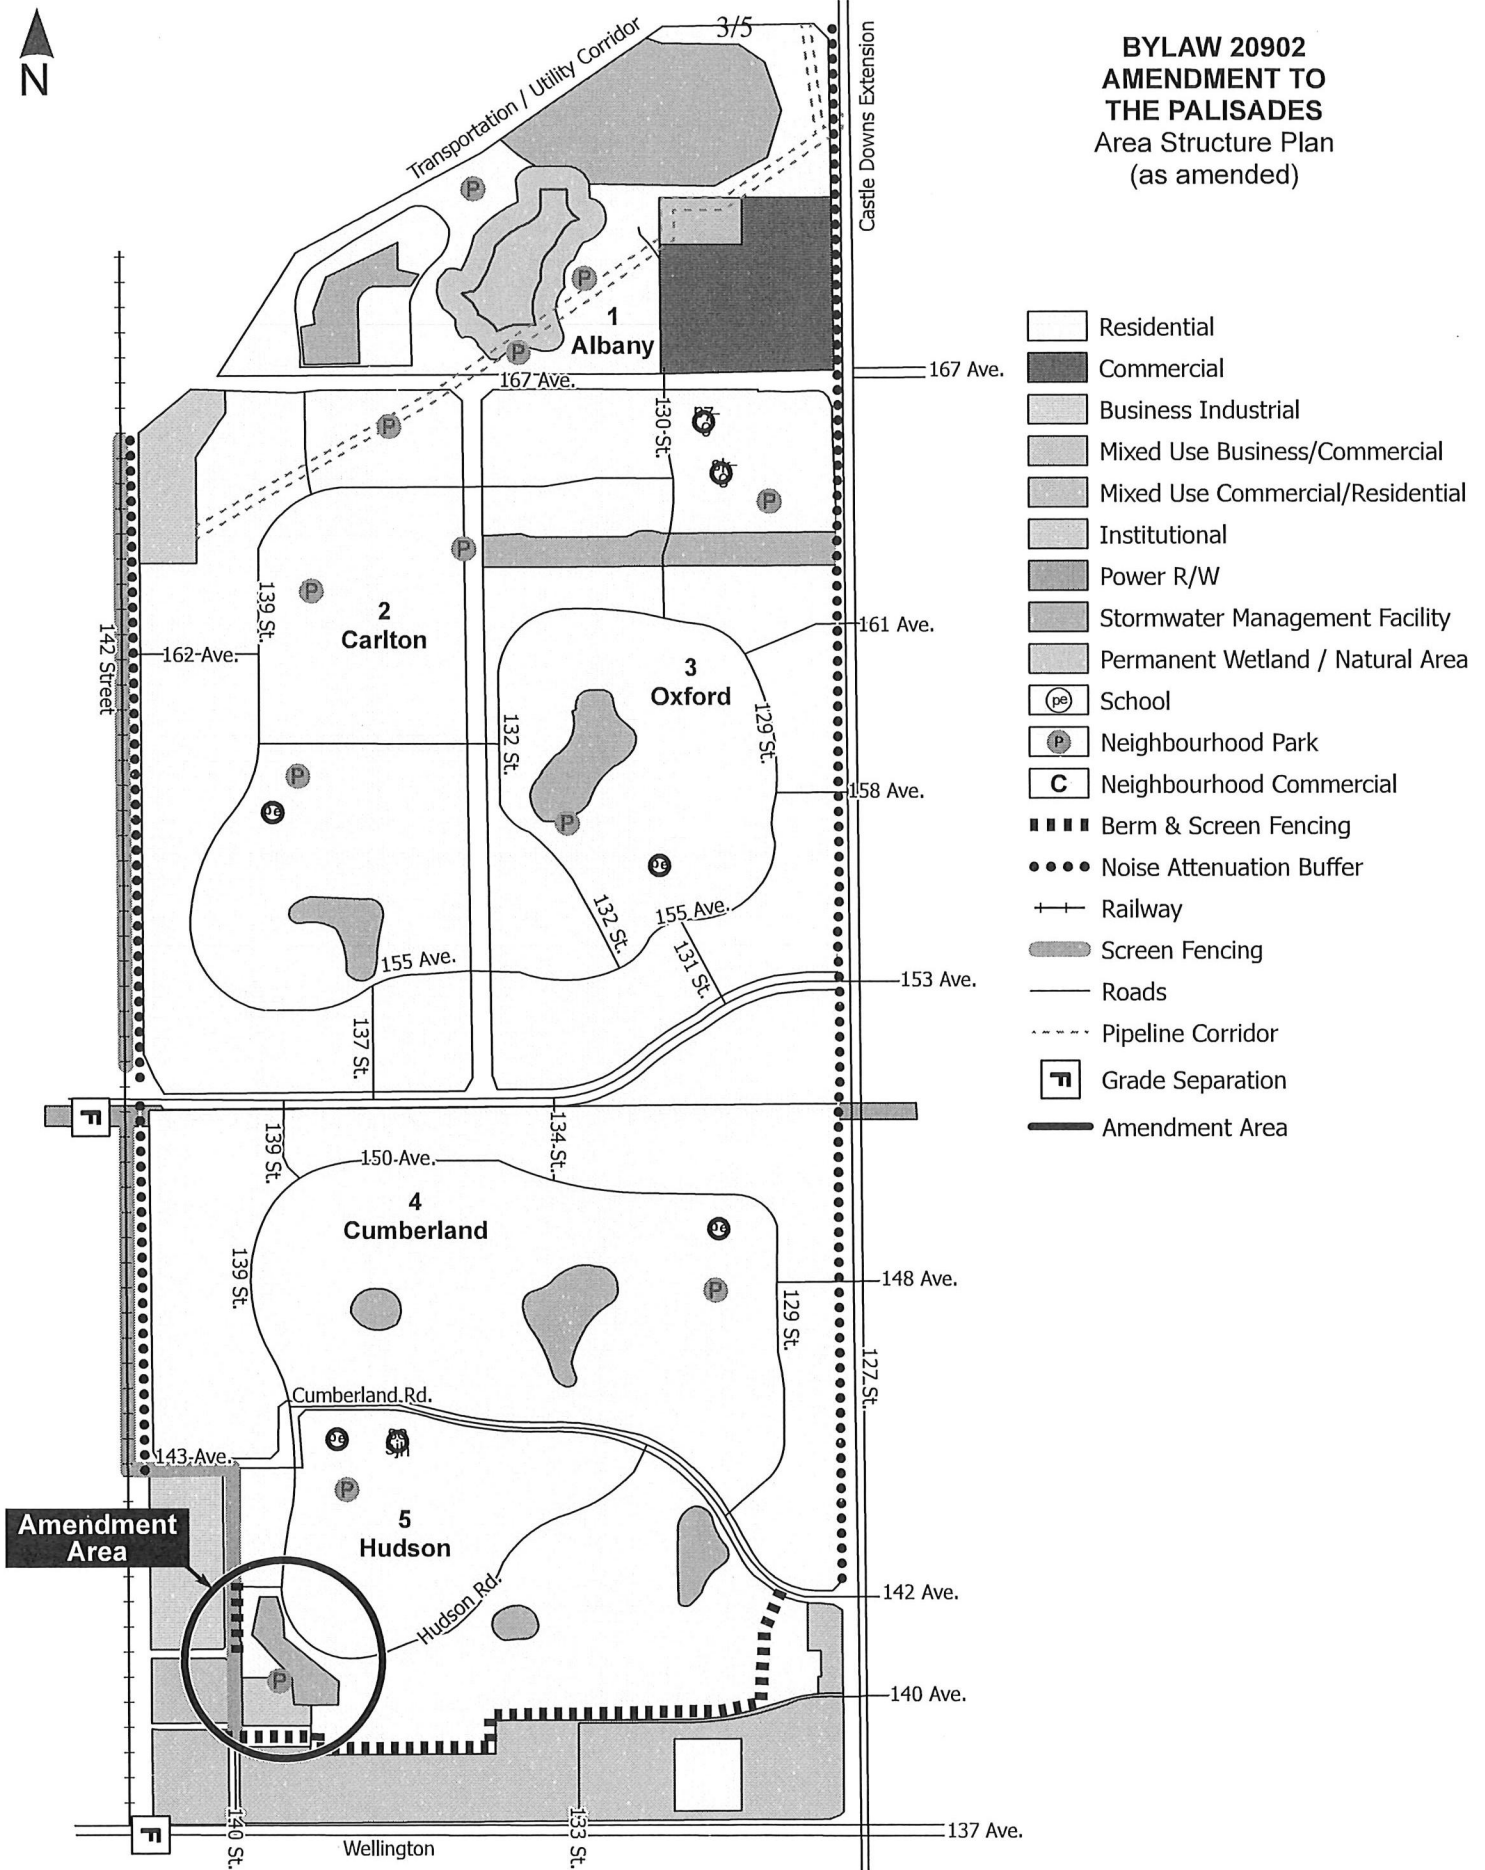 3/5
N
Transportation / Utility Corridor
Castle Downs Extension
BYLAW 20902
AMENDMENT TO
THE PALISADES
Area Structure Plan
(as amended)
P
P
P
1
Albany
167 Ave.
167 Ave.
130 St.
P
P
P
P
2
Carlton
139 St.
142 Street
162 Ave.
161 Ave.
3
Oxford
132 St.
129 St.
158 Ave.
P
pe
P
pe
132 St.
155 Ave.
131 St.
155 Ave.
153 Ave.
137 St.
F
139 St.
134 St.
150 Ave.
4
Cumberland
pe
P
139 St.
148 Ave.
129 St.
127 St.
Cumberland Rd.
pe
143 Ave.
P
5
Hudson
Amendment
Area
Hudson Rd.
142 Ave.
P
140 Ave.
F
140 St.
133 St.
137 Ave.
Wellington
Residential
Commercial
Business Industrial
Mixed Use Business/Commercial
Mixed Use Commercial/Residential
Institutional
Power R/W
Stormwater Management Facility
Permanent Wetland / Natural Area
pe School
P Neighbourhood Park
C Neighbourhood Commercial
Berm & Screen Fencing
Noise Attenuation Buffer
Railway
Screen Fencing
Roads
Pipeline Corridor
F Grade Separation
Amendment Area